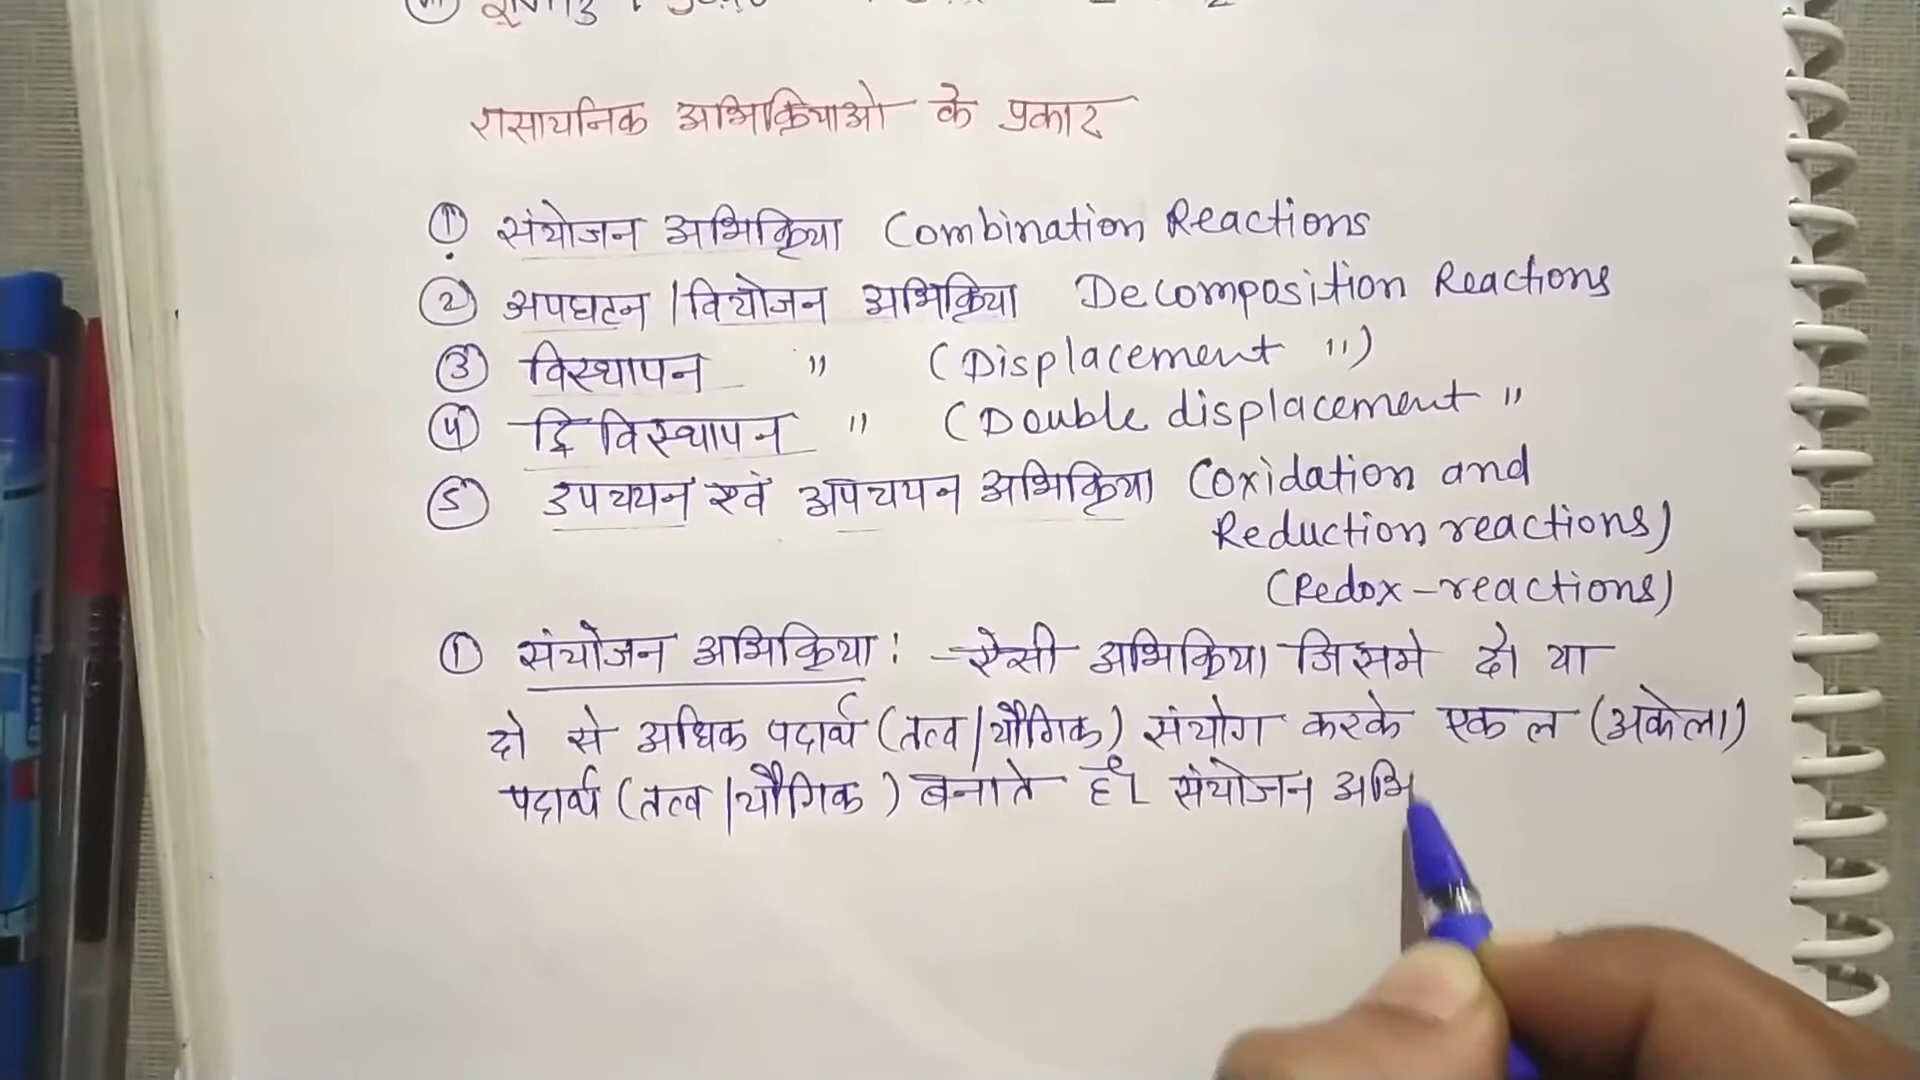 रासायनिक अभिक्रियाओ के प्रकार
① संयोजन अभिक्रिया Combination Reactions
② अपघटन / वियोजन अभिक्रिया Decomposition Reactions
③ विस्थापन " (Displacement ")
④ द्विविस्थापन " (Double displacement "
⑤ उपचयन एवं अपचयन अभिक्रिया (oxidation and
Reduction reactions)
(Redox-reactions)
① संयोजन अभिक्रिया : - ऐसी अभिक्रिया जिसमे दो या
दो से अधिक पदार्थ (तत्व/यौगिक) संयोग करके एकल (अकेला)
पदार्थ (तत्व/यौगिक) बनाते हैं। संयोजन अभि